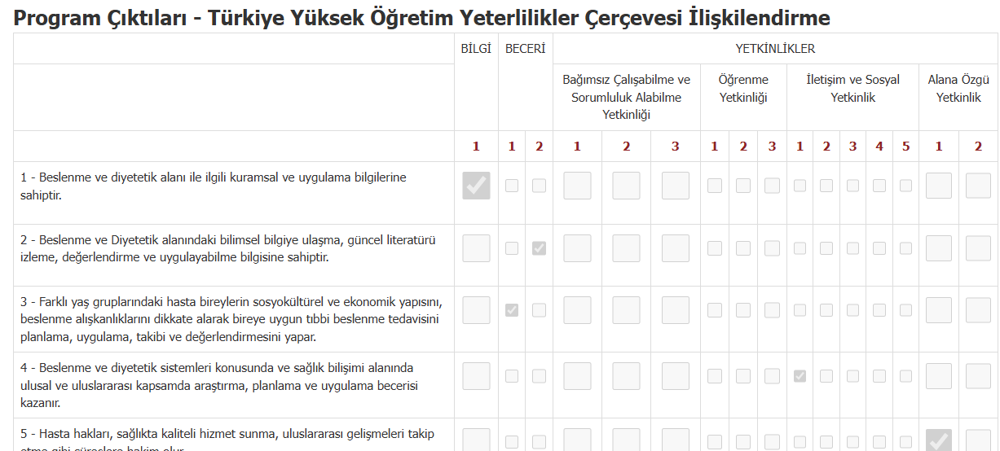 Program Çıktıları - Türkiye Yüksek Öğretim Yeterlilikler Çerçevesi İlişkilendirme
BİLGİ BECERİ YETKİNLİKLER
Bağımsız Çalışabilme ve Sorumluluk Alabilme Yetkinliği
Öğrenme Yetkinliği
İletişim ve Sosyal Yetkinlik
Alana Özgü Yetkinlik
1 1 2 1 2 3 1 2 3 1 2 3 4 5 1 2
1 - Beslenme ve diyetetik alanı ile ilgili kuramsal ve uygulama bilgilerine
sahiptir.
2 - Beslenme ve Diyetetik alanındaki bilimsel bilgiye ulaşma, güncel literatürü
izleme, değerlendirme ve uygulayabilme bilgisine sahiptir.
3 - Farklı yaş gruplarındaki hasta bireylerin sosyokültürel ve ekonomik yapısını,
beslenme alışkanlıklarını dikkate alarak bireye uygun tıbbi beslenme tedavisini
planlama, uygulama, takibi ve değerlendirmesini yapar.
4 - Beslenme ve diyetetik sistemleri konusunda ve sağlık bilişimi alanında
ulusal ve uluslararası kapsamda araştırma, planlama ve uygulama becerisi
kazanır.
5 - Hasta hakları, sağlıkta kaliteli hizmet sunma, uluslararası gelişmeleri takip
etme gibi süreçlere hakim olur.